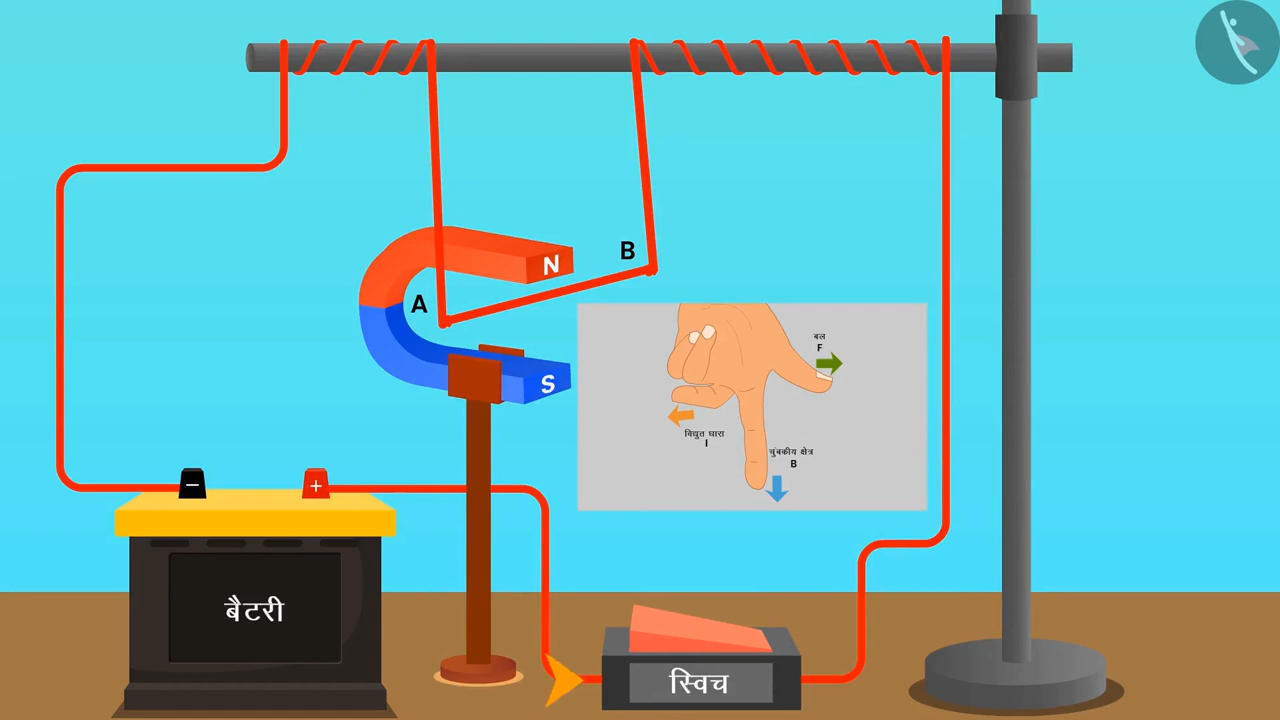 B
N
A
S
बल
F
विद्युत धारा
I
चुंबकीय क्षेत्र
B
−
+
बैटरी
स्विच